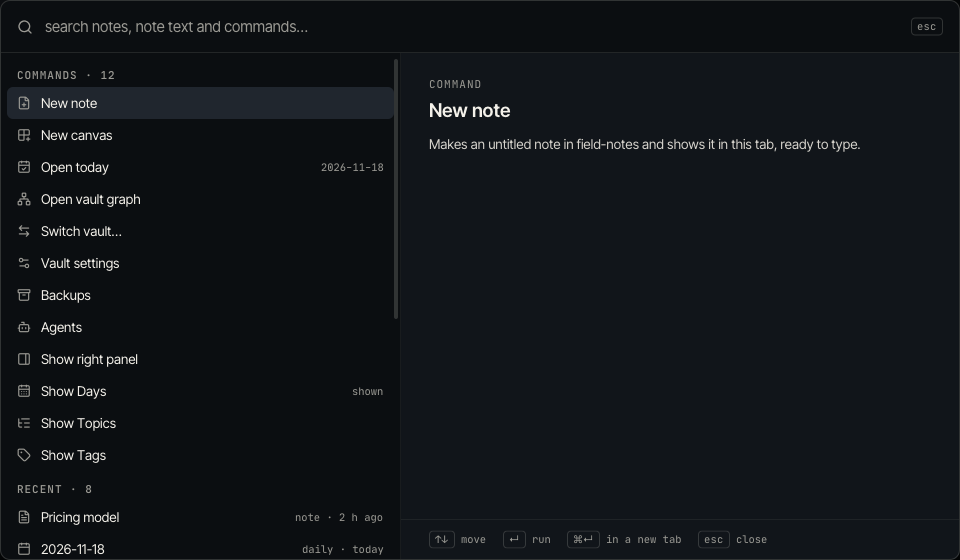 search notes, note text and commands...
esc
COMMANDS · 12
New note
New canvas
Open today 2026-11-18
Open vault graph
Switch vault...
Vault settings
Backups
Agents
Show right panel
Show Days shown
Show Topics
Show Tags
RECENT · 8
Pricing model note · 2 h ago
2026-11-18 daily · today
COMMAND
New note
Makes an untitled note in field-notes and shows it in this tab, ready to type.
↑↓ move ↵ run ⌘↵ in a new tab esc close